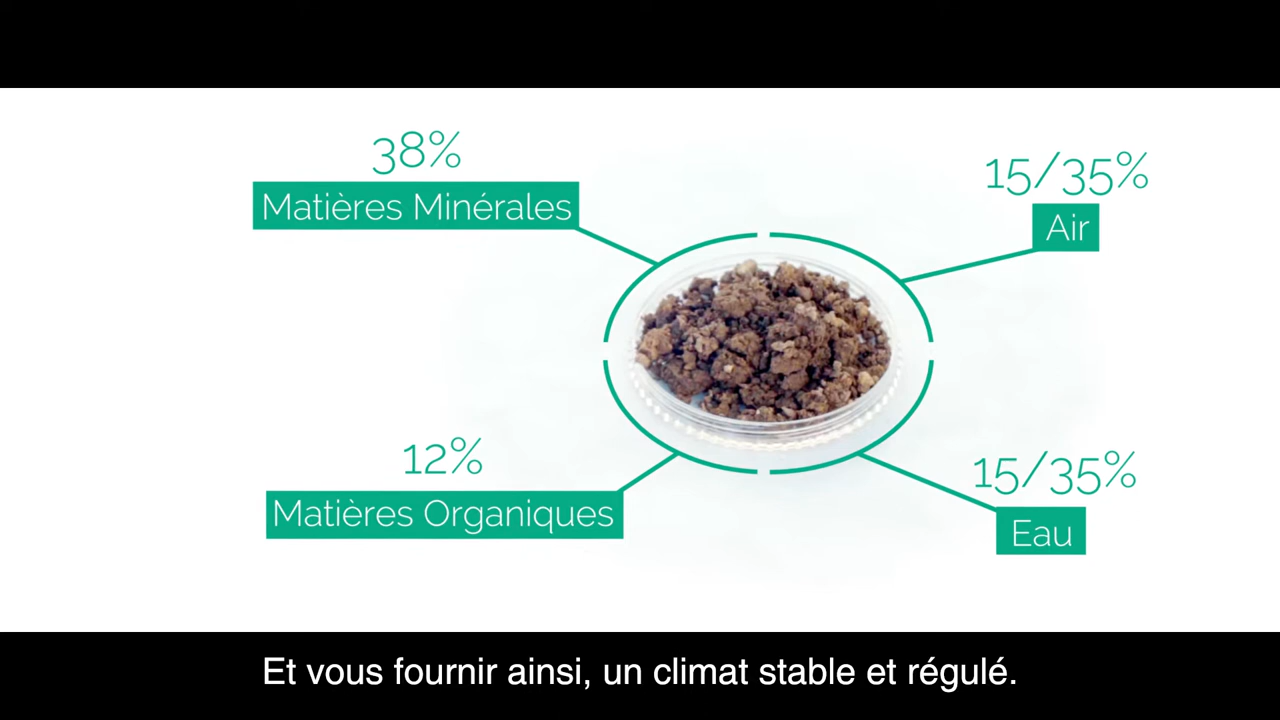 38%
Matières Minérales
15/35%
Air
12%
Matières Organiques
15/35%
Eau
Et vous fournir ainsi, un climat stable et régulé.